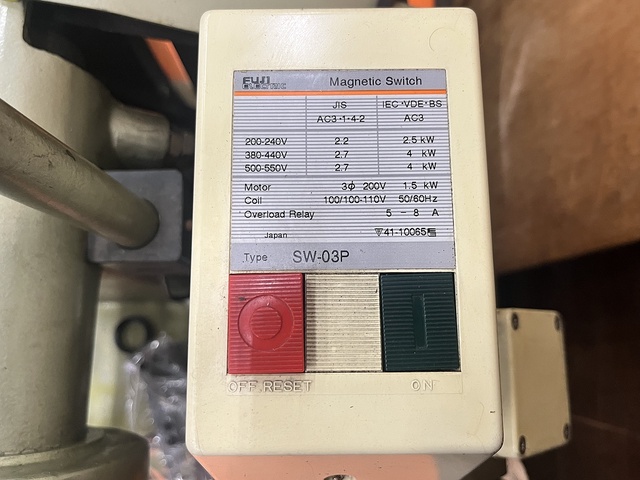 FUJI ELECTRIC Magnetic Switch
JIS IEC・VDE・BS
AC3-1-4-2 AC3
200-240V 2.2 2.5 kW
380-440V 2.7 4 kW
500-550V 2.7 4 kW
Motor 3φ 200V 1.5 kW
Coil 100/100-110V 50/60Hz
Overload Relay 5 - 8 A
Japan ▽41-10065
Type SW-03P
OFF RESET ON